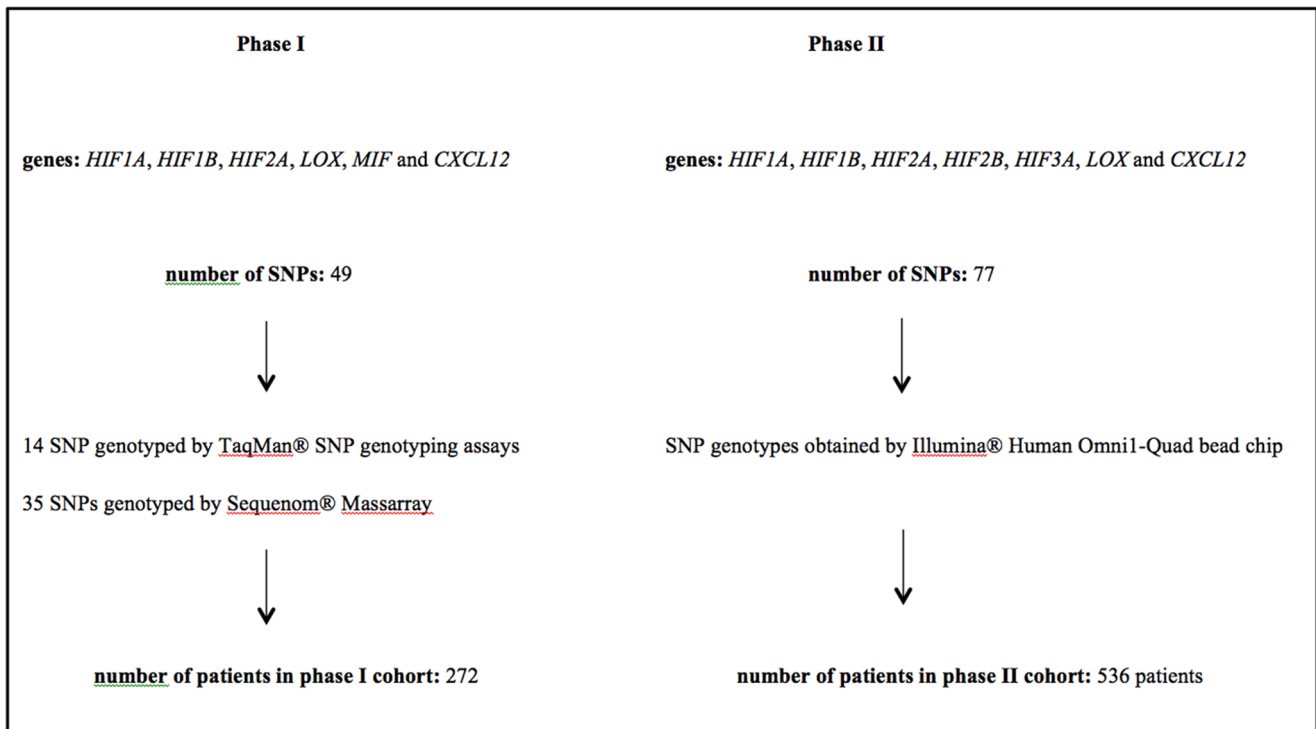 Phase I
genes: HIF1A, HIF1B, HIF2A, LOX, MIF and CXCL12
number of SNPs: 49
14 SNP genotyped by TaqMan® SNP genotyping assays
35 SNPs genotyped by Sequenom® Massarray
number of patients in phase I cohort: 272
Phase II
genes: HIF1A, HIF1B, HIF2A, HIF2B, HIF3A, LOX and CXCL12
number of SNPs: 77
SNP genotypes obtained by Illumina® Human Omni1-Quad bead chip
number of patients in phase II cohort: 536 patients